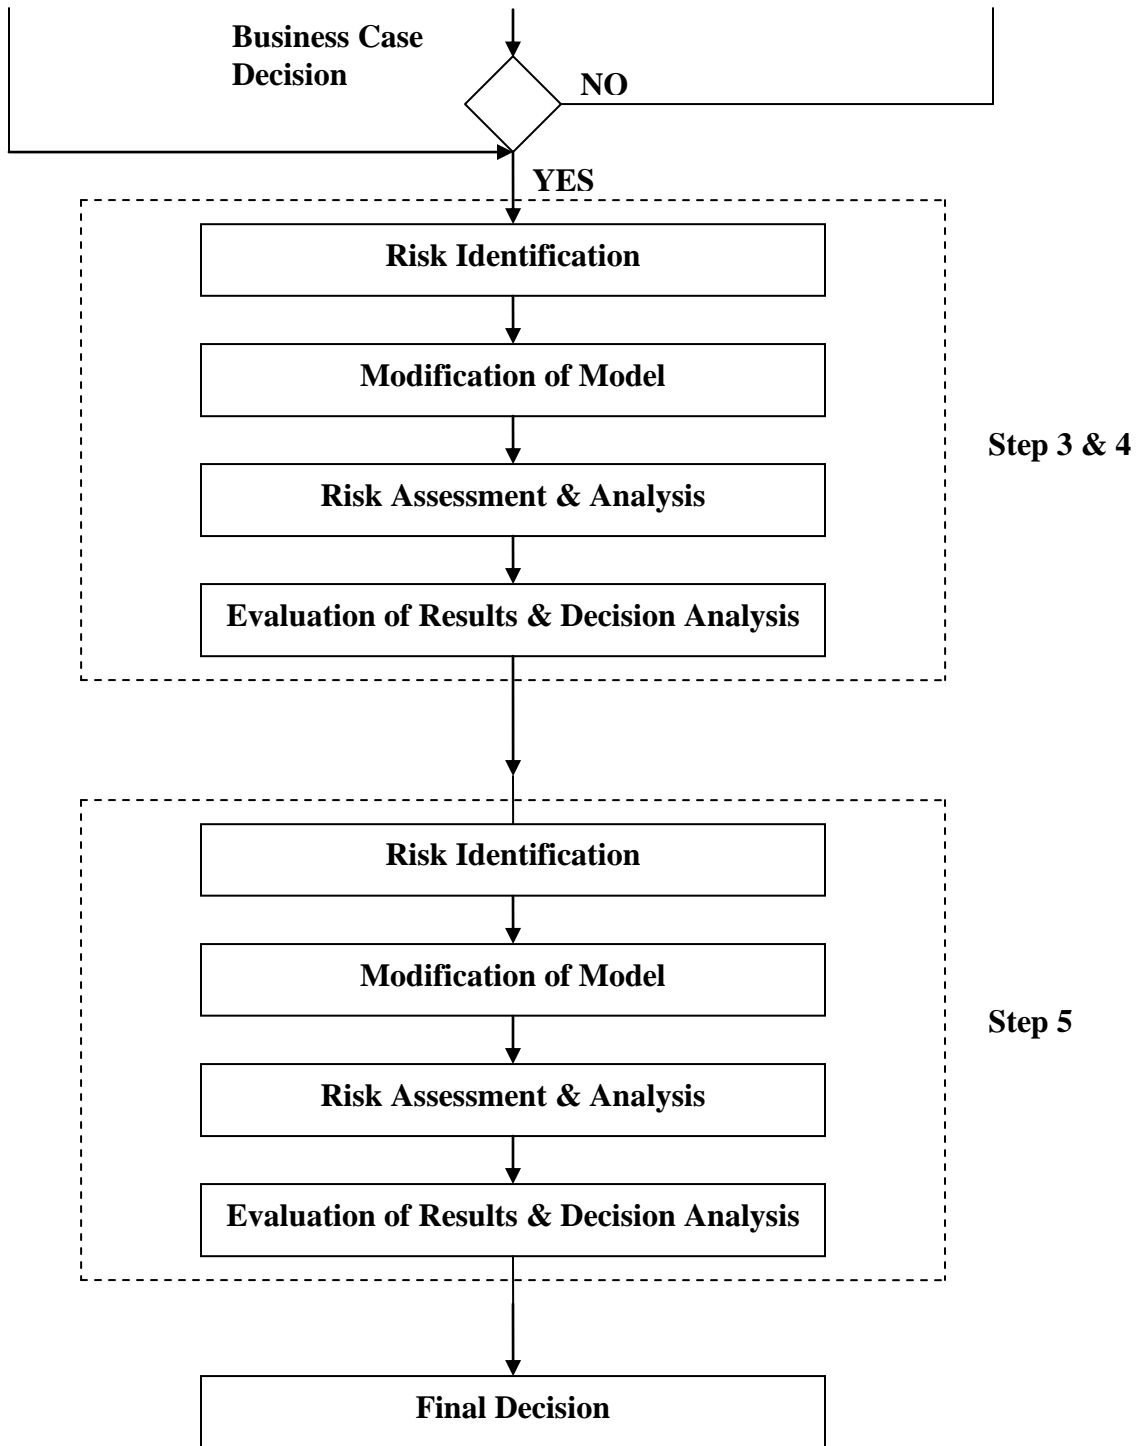 Business Case
Decision
NO
YES
Risk Identification
Modification of Model
Step 3 & 4
Risk Assessment & Analysis
Evaluation of Results & Decision Analysis
Risk Identification
Modification of Model
Step 5
Risk Assessment & Analysis
Evaluation of Results & Decision Analysis
Final Decision